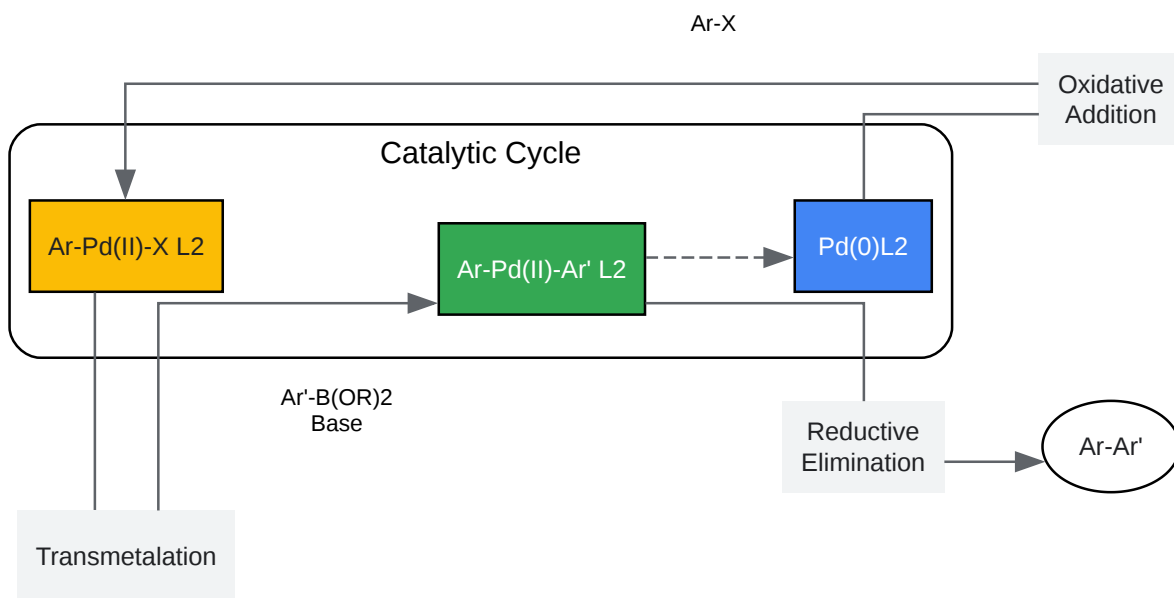 Ar-X
Oxidative
Addition
Catalytic Cycle
Ar-Pd(II)-X L2
Ar-Pd(II)-Ar' L2
Pd(0)L2
Ar'-B(OR)2
Base
Reductive
Elimination
Ar-Ar'
Transmetalation